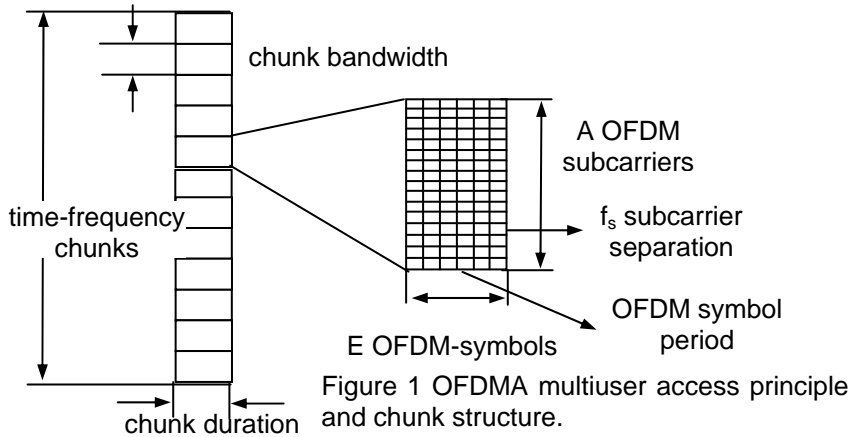 chunk bandwidth
A OFDM
subcarriers
time-frequency
chunks
fs subcarrier
separation
OFDM symbol
period
E OFDM-symbols
chunk duration
Figure 1 OFDMA multiuser access principle
and chunk structure.